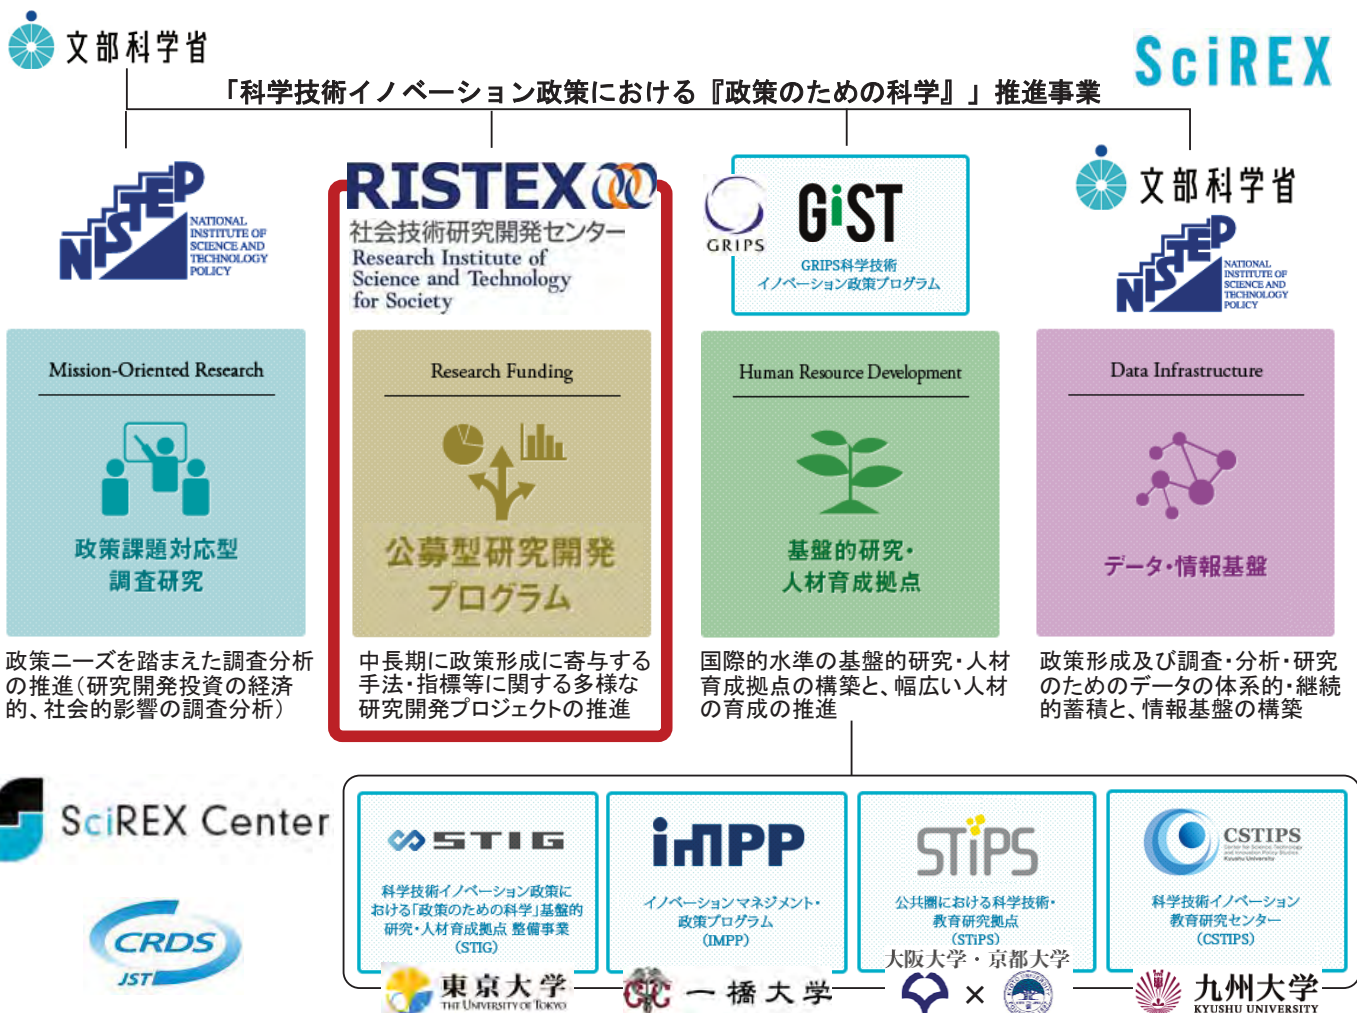 文部科学省
SciREX
「科学技術イノベーション政策における『政策のための科学』」推進事業
NISTEP
NATIONAL
INSTITUTE OF
SCIENCE AND
TECHNOLOGY
POLICY
RISTEX
社会技術研究開発センター
Research Institute of
Science and Technology
for Society
GRIPS
GiST
GRIPS科学技術
イノベーション政策プログラム
文部科学省
NISTEP
NATIONAL
INSTITUTE OF
SCIENCE AND
TECHNOLOGY
POLICY
Mission-Oriented Research
政策課題対応型
調査研究
Research Funding
公募型研究開発
プログラム
Human Resource Development
基盤的研究・
人材育成拠点
Data Infrastructure
データ・情報基盤
政策ニーズを踏まえた調査分析
の推進(研究開発投資の経済
的、社会的影響の調査分析)
中長期に政策形成に寄与する
手法・指標等に関する多様な
研究開発プロジェクトの推進
国際的水準の基盤的研究・人材
育成拠点の構築と、幅広い人材
の育成の推進
政策形成及び調査・分析・研究
のためのデータの体系的・継続
的蓄積と、情報基盤の構築
SciREX Center
CRDS
JST
STIG
科学技術イノベーション政策に
おける「政策のための科学」基盤的
研究・人材育成拠点 整備事業
(STIG)
東京大学
THE UNIVERSITY OF TOKYO
imPP
イノベーションマネジメント・
政策プログラム
(IMPP)
一橋大学
STiPS
公共圏における科学技術・
教育研究拠点
(STiPS)
大阪大学・京都大学
×
CSTIPS
Center for Science, Technology
and Innovation Policy Studies
Kyushu University
科学技術イノベーション
教育研究センター
(CSTIPS)
九州大学
KYUSHU UNIVERSITY